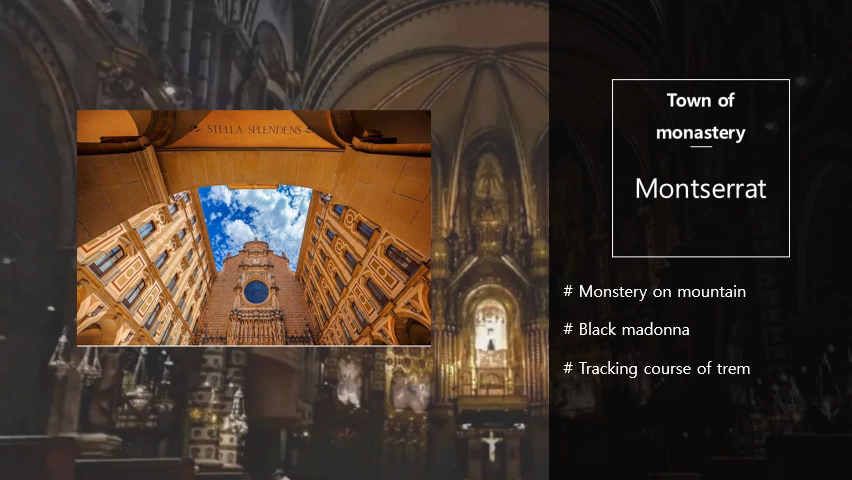 STELLA SPLENDENS
Town of
monastery
Montserrat
# Monstery on mountain
# Black madonna
# Tracking course of trem